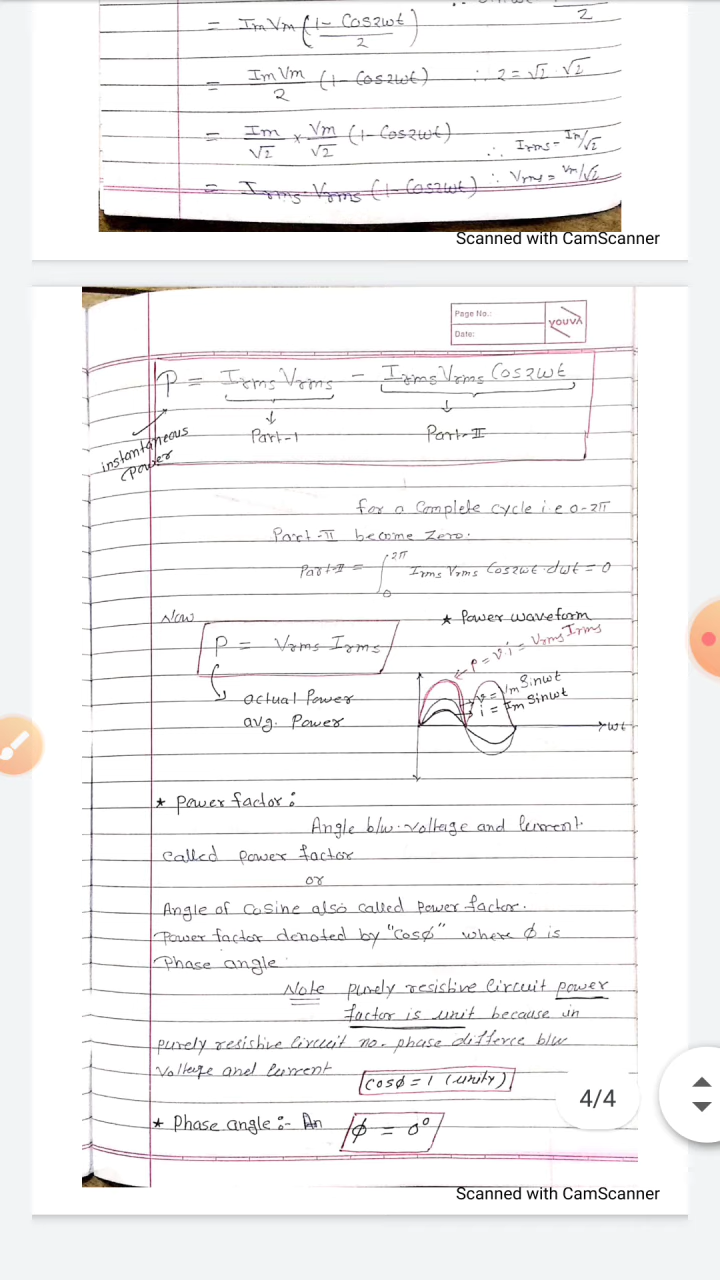 = ImVm (1- Cos2wt / 2)
2
= ImVm / 2 (1- Cos2wt) ∴ 2 = √2 . √2
= Im/√2 x Vm/√2 (1- Cos2wt)
∴ Irms = Im/√2
= Irms. Vrms (1- Cos2wt) ∵ Vrms = Vm/√2
Scanned with CamScanner
Page No.:
Date:
YOUVA
P = Irms Vrms - Irms Vrms Cos2wt
↓ ↓
Part-1 Part-II
instantaneous
power
for a Complete cycle i.e 0-2π
Part-II become Zero.
Part-II = ∫₀^2π Irms Vrms Cos2wt.dwt = 0
Now
★ Power waveform
P = Vrms Irms
p = v.i = Vrms Irms
actual Power
avg. Power
v = Vm Sinwt
i = Im Sinwt
wt
★ Power factor :
Angle b/w. voltage and Current.
Called power factor
or
Angle of Cosine also called Power factor.
Power factor denoted by "Cosϕ" where ϕ is
Phase angle.
Note purely resistive Circuit power
factor is unit because in
purely resistive Circuit no. phase differce b/w
Voltage and Current
Cosϕ = 1 (unity)
4/4
★ Phase angle :- An ϕ = 0°
Scanned with CamScanner